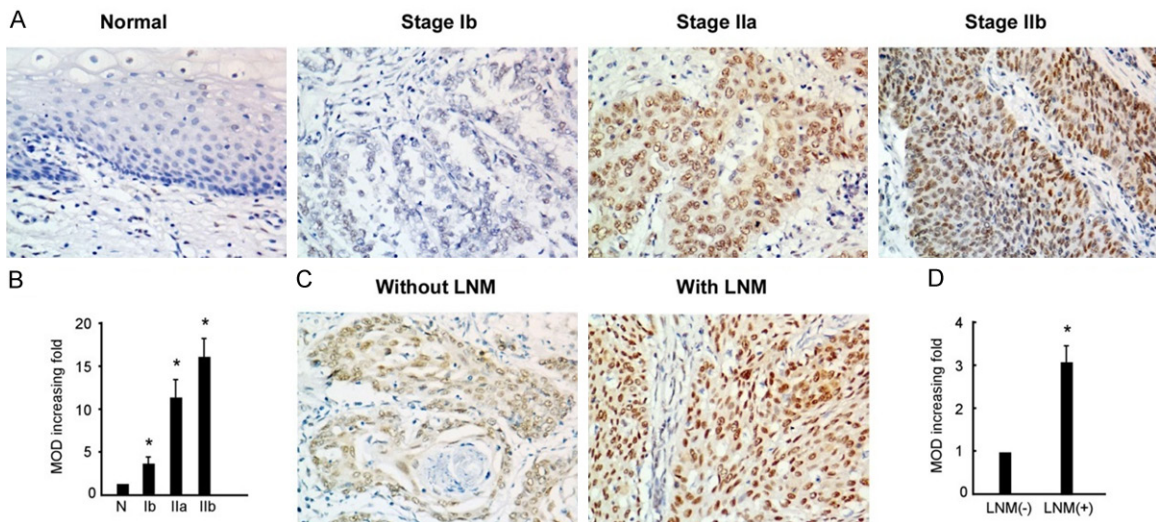 A
Normal
Stage Ib
Stage IIa
Stage IIb
B
MOD increasing fold
20
15
10
5
0
*
*
*
N Ib IIa IIb
C
Without LNM
With LNM
D
MOD increasing fold
4
3
2
1
0
*
LNM(-) LNM(+)